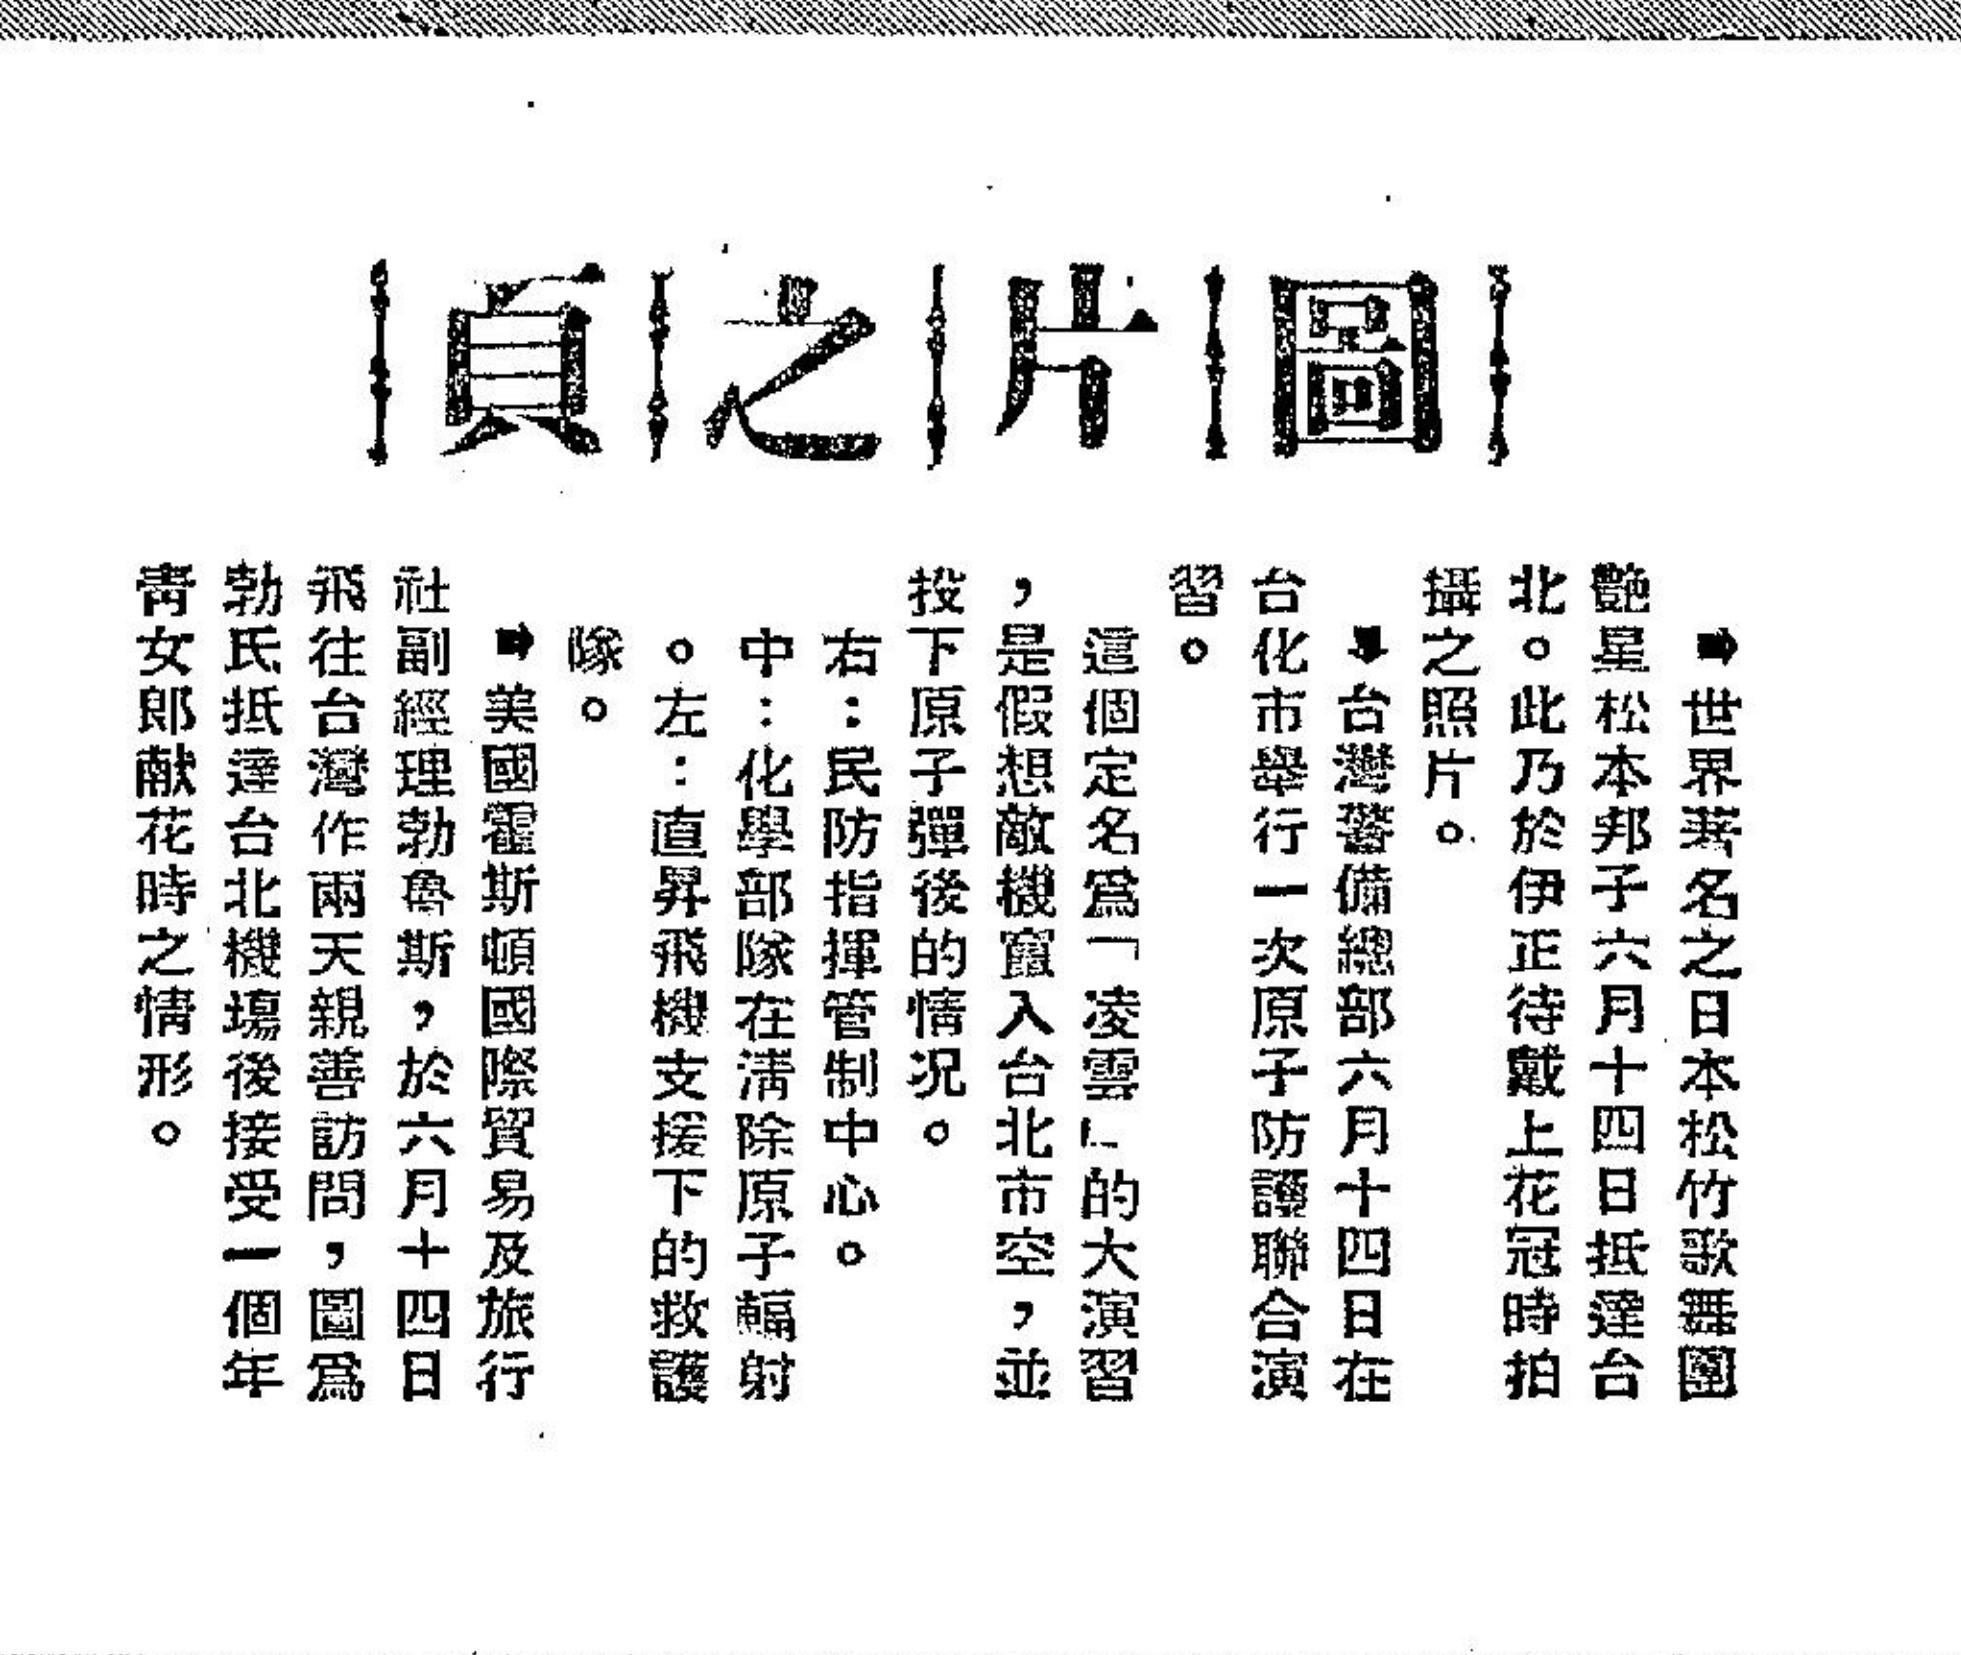 圖片之頁
➡世界著名之日本松竹歌舞團
艷星松本邦子六月十四日抵達台
北。此乃於伊正待戴上花冠時拍
攝之照片。
⬇台灣警備總部六月十四日在
台化市舉行一次原子防護聯合演
習。
這個定名爲「凌雲」的大演習
，是假想敵機竄入台北市空，並
投下原子彈後的情況。
右：民防指揮管制中心。
中：化學部隊在淸除原子輻射
。左：直昇飛機支援下的救護
隊。
➡美國霍斯頓國際貿易及旅行
社副經理勃魯斯，於六月十四日
飛往台灣作兩天親善訪問，圖爲
勃氏抵達台北機場後接受一個年
靑女郎献花時之情形。